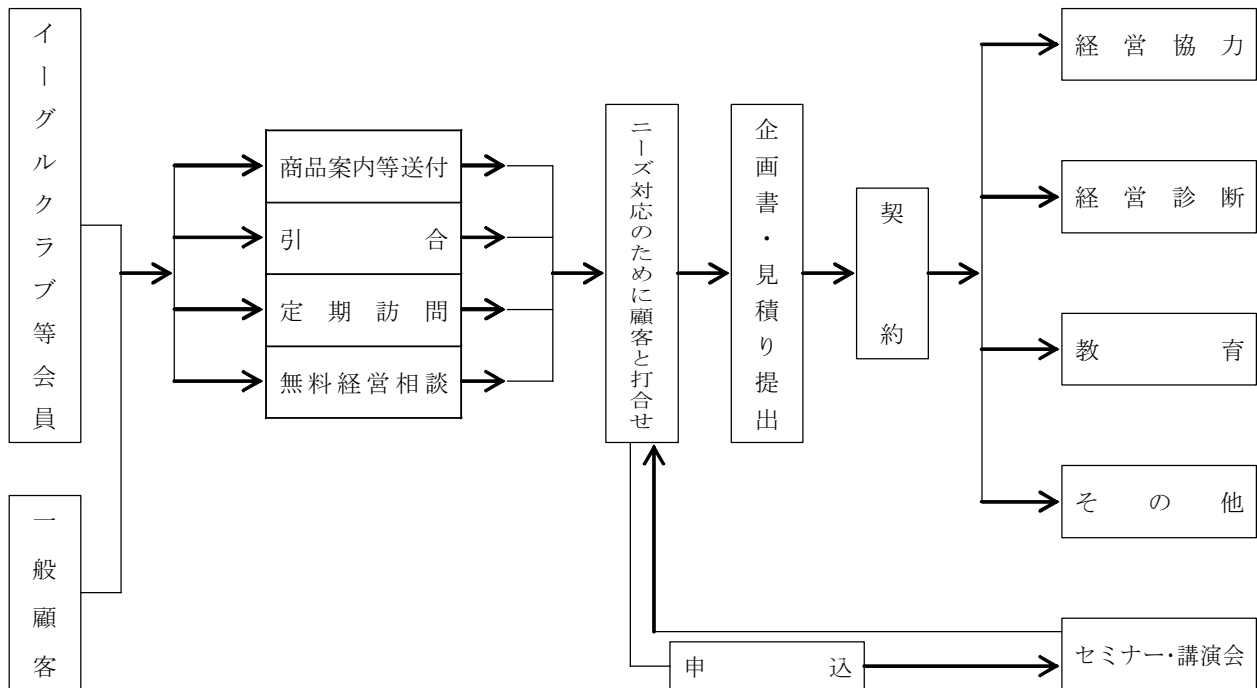 イーグルクラブ等会員
一般顧客
商品案内等送付
引合
定期訪問
無料経営相談
ニーズ対応のために顧客と打合せ
企画書・見積り提出
契約
経営協力
経営診断
教育
その他
申込
セミナー・講演会